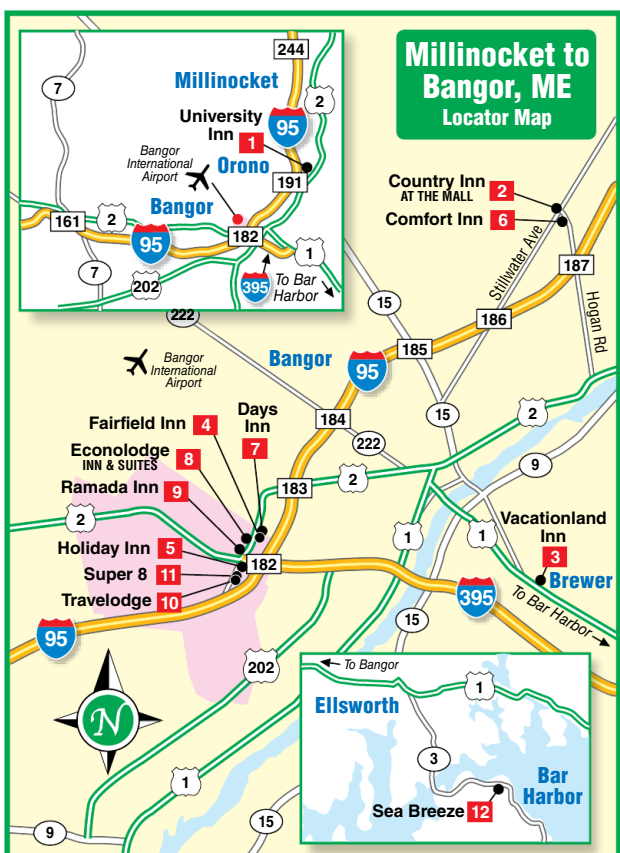 Millinocket to
Bangor, ME
Locator Map
244
7
Millinocket
2
University
Inn
1
95
Bangor
International
Airport
Orono
191
Bangor
161
2
182
95
1
7
202
395
To Bar
Harbor
222
Country Inn
AT THE MALL
2
Comfort Inn
6
Stillwater Ave
187
Hogan Rd
15
186
185
Bangor
International
Airport
Bangor
95
184
15
2
222
Days
Inn
7
Fairfield Inn
4
Econolodge
INN & SUITES
8
Ramada Inn
9
183
2
9
2
1
1
Vacationland
Inn
3
Brewer
Holiday Inn
5
182
Super 8
11
Travelodge
10
395
To Bar Harbor
15
95
202
N
To Bangor
1
Ellsworth
3
Bar
Harbor
Sea Breeze
12
1
9
15